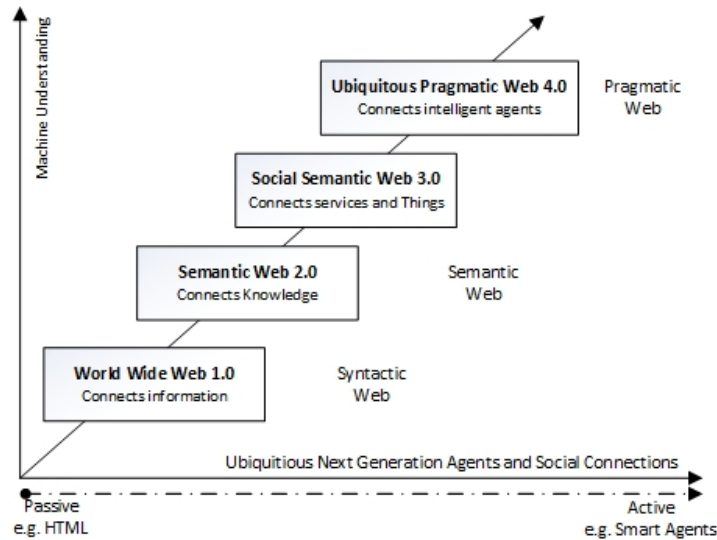 Machine Understanding
Ubiquitous Pragmatic Web 4.0
Connects intelligent agents
Pragmatic
Web
Social Semantic Web 3.0
Connects services and Things
Semantic Web 2.0
Connects Knowledge
Semantic
Web
World Wide Web 1.0
Connects information
Syntactic
Web
Ubiquitious Next Generation Agents and Social Connections
Passive
e.g. HTML
Active
e.g. Smart Agents